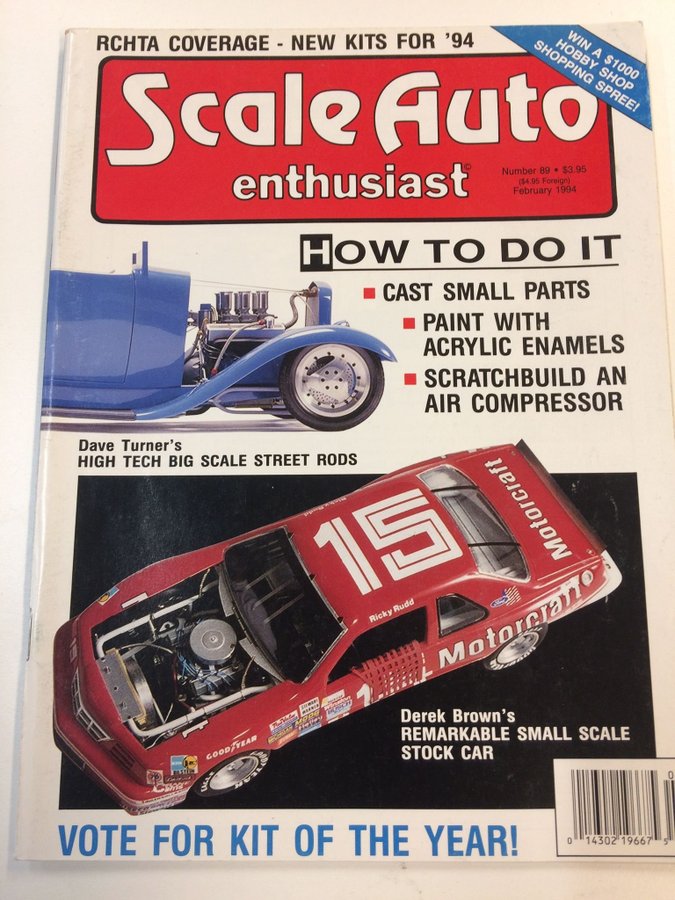 RCHTA COVERAGE - NEW KITS FOR '94
WIN A $1000
HOBBY SHOP
SHOPPING SPREE!
Scale Auto
enthusiast©
Number 89 • $3.95
($4.95 Foreign)
February 1994
HOW TO DO IT
■ CAST SMALL PARTS
■ PAINT WITH
ACRYLIC ENAMELS
■ SCRATCHBUILD AN
AIR COMPRESSOR
Dave Turner's
HIGH TECH BIG SCALE STREET RODS
Motorcraft
Ricky Rudd
15
Ricky Rudd
Motorcraft
GOODYEAR
Derek Brown's
REMARKABLE SMALL SCALE
STOCK CAR
VOTE FOR KIT OF THE YEAR!
0 14302 19667 5